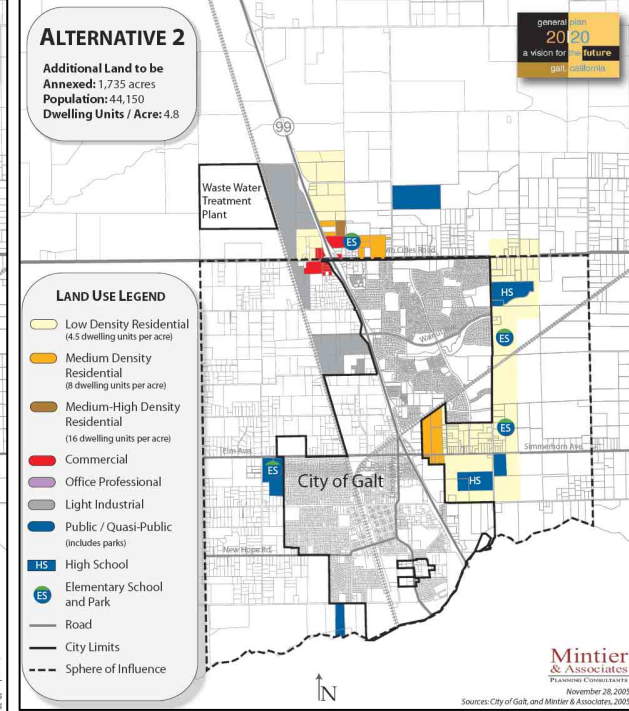 ALTERNATIVE 2
Additional Land to be
Annexed: 1,735 acres
Population: 44,150
Dwelling Units / Acre: 4.8
general plan
20 20
a vision for the future
galt, california
99
Waste Water
Treatment
Plant
ES
Road
HS
Walnut
ES
ES
Simmerhorn Ave.
Elm Ave.
ES
City of Galt
HS
New Hope Rd.
LAND USE LEGEND
Low Density Residential
(4.5 dwelling units per acre)
Medium Density
Residential
(8 dwelling units per acre)
Medium-High Density
Residential
(16 dwelling units per acre)
Commercial
Office Professional
Light Industrial
Public / Quasi-Public
(includes parks)
HS High School
ES Elementary School
and Park
Road
City Limits
Sphere of Influence
N
Mintier
& Associates
PLANNING CONSULTANTS
November 28, 2005
Sources: City of Galt, and Mintier & Associates, 2005